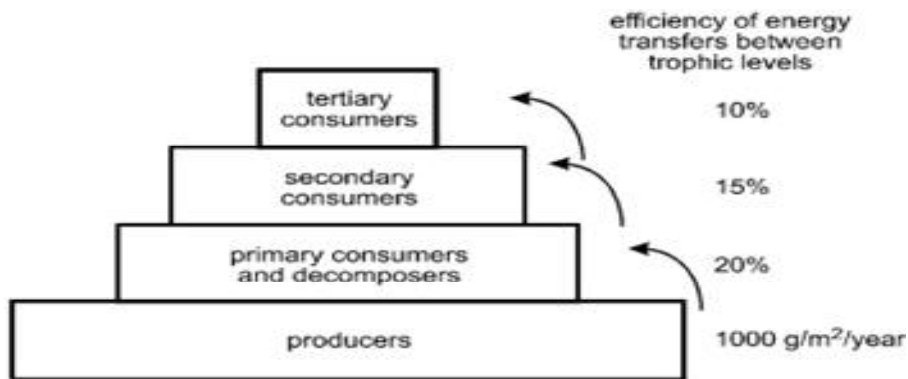 efficiency of energy
transfers between
trophic levels
tertiary
consumers
10%
secondary
consumers
15%
primary consumers
and decomposers
20%
producers
1000 g/m²/year